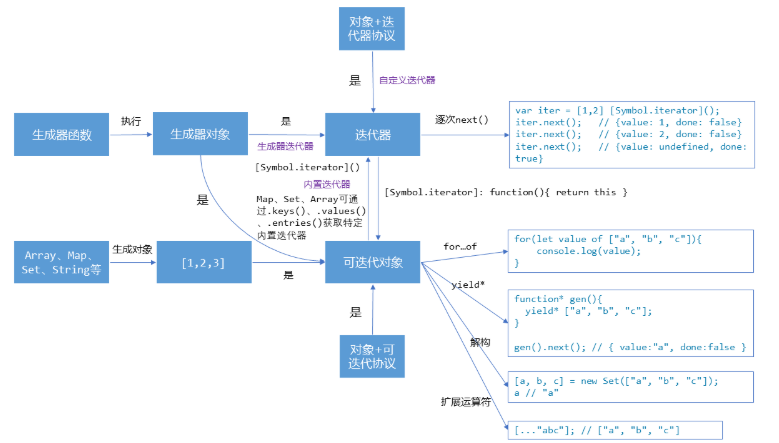 对象+迭
代器协议
是
自定义迭代器
生成器函数
执行
生成器对象
是
生成器迭代器
迭代器
逐次next()
var iter = [1,2] [Symbol.iterator]();
iter.next();   // {value: 1, done: false}
iter.next();   // {value: 2, done: false}
iter.next();   // {value: undefined, done:
true}
是
[Symbol.iterator]()
内置迭代器
Map、Set、Array可通
过.keys()、.values()
、.entries()获取特定
内置迭代器
[Symbol.iterator]: function(){ return this }
Array、Map、
Set、String等
生成对象
[1,2,3]
是
可迭代对象
for…of
for(let value of ["a", "b", "c"]){
    console.log(value);
}
yield*
function* gen(){
  yield* ["a", "b", "c"];
}
gen().next(); // { value:"a", done:false }
是
对象+可
迭代协议
解构
[a, b, c] = new Set(["a", "b", "c"]);
a // "a"
扩展运算符
[..."abc"]; // ["a", "b", "c"]